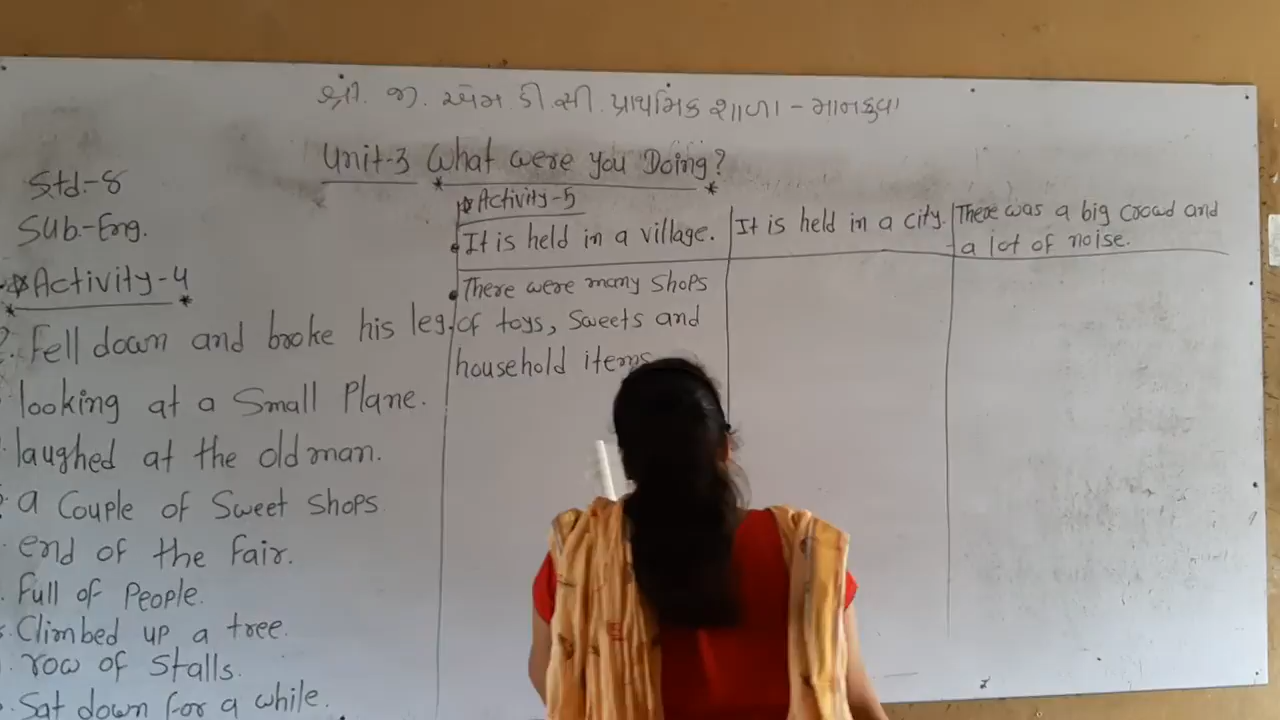 શ્રી. જી. એમ. ડી. સી. પ્રાથમિક શાળા - માનકુવા
Unit-3 What were you Doing?
Std-8
Sub.-Eng.
Activity-4
Fell down and broke his leg.
looking at a Small Plane.
laughed at the old man.
a Couple of Sweet Shops
end of the fair.
Full of People.
Climbed up a tree.
row of Stalls.
Sat down for a while.
Activity-5
It is held in a village.
There were many Shops
of toys, Sweets and
household items
It is held in a city.
There was a big crowd and
a lot of noise.